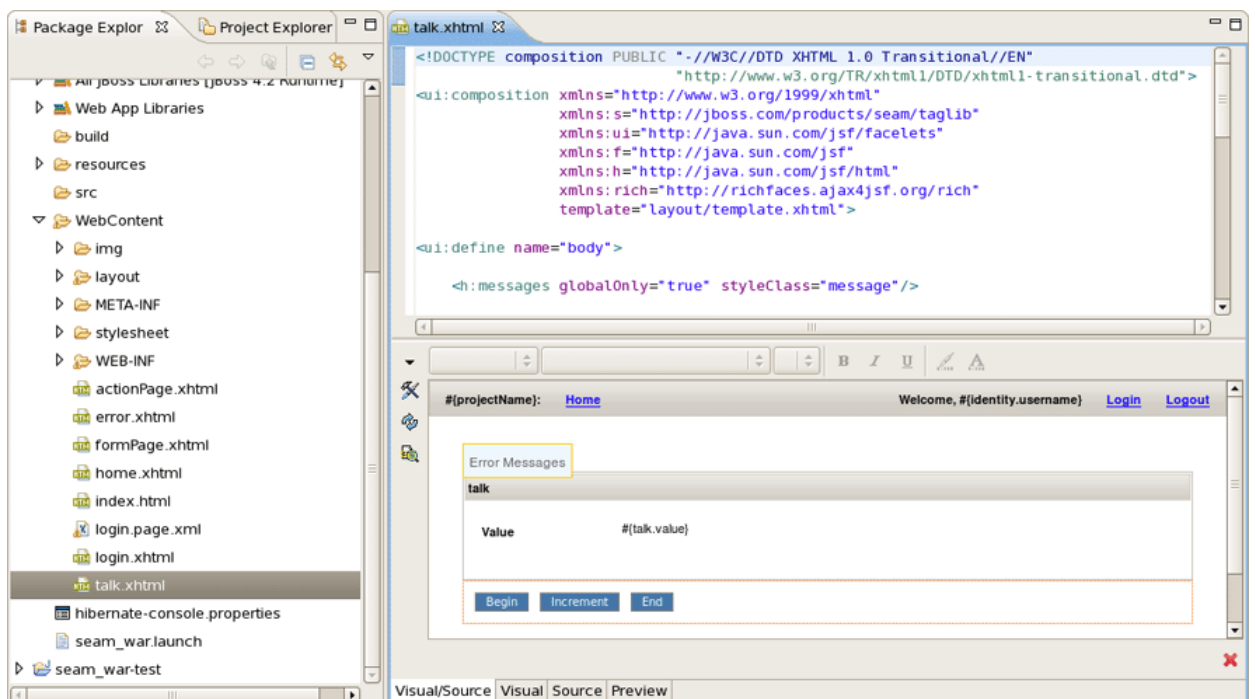 Package Explor
Project Explorer
All JBoss Libraries [JBoss 4.2 Runtime]
Web App Libraries
build
resources
src
WebContent
img
layout
META-INF
stylesheet
WEB-INF
actionPage.xhtml
error.xhtml
formPage.xhtml
home.xhtml
index.html
login.page.xml
login.xhtml
talk.xhtml
hibernate-console.properties
seam_war.launch
seam_war-test
talk.xhtml
<!DOCTYPE composition PUBLIC "-//W3C//DTD XHTML 1.0 Transitional//EN"
"http://www.w3.org/TR/xhtml1/DTD/xhtml1-transitional.dtd">
<ui:composition xmlns="http://www.w3.org/1999/xhtml"
xmlns:s="http://jboss.com/products/seam/taglib"
xmlns:ui="http://java.sun.com/jsf/facelets"
xmlns:f="http://java.sun.com/jsf"
xmlns:h="http://java.sun.com/jsf/html"
xmlns:rich="http://richfaces.ajax4jsf.org/rich"
template="layout/template.xhtml">
<ui:define name="body">
<h:messages globalOnly="true" styleClass="message"/>
B I U A
#{projectName}: Home Welcome, #{identity.username} Login Logout
Error Messages
talk
Value #{talk.value}
Begin Increment End
Visual/Source Visual Source Preview